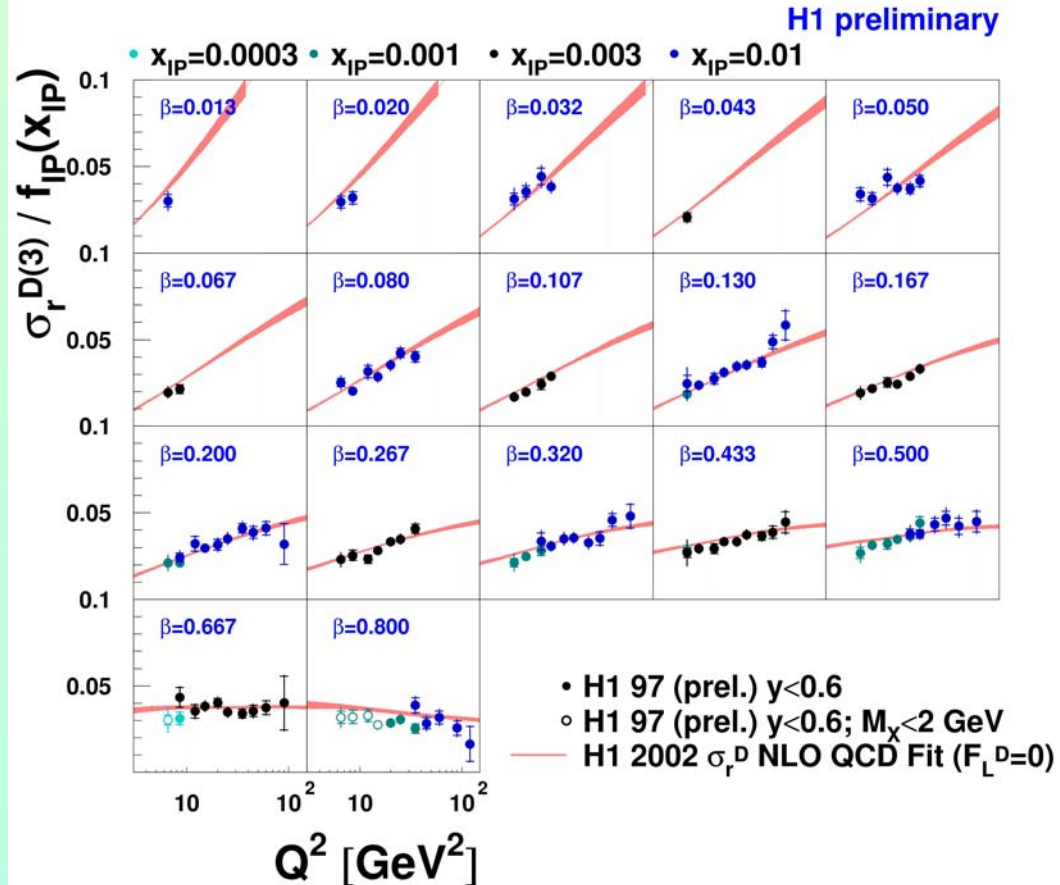 H1 preliminary
x_IP=0.0003 x_IP=0.001 x_IP=0.003 x_IP=0.01
σ_r^D(3) / f_IP(x_IP)
0.1
β=0.013 β=0.020 β=0.032 β=0.043 β=0.050
0.05
0.1
β=0.067 β=0.080 β=0.107 β=0.130 β=0.167
0.05
0.1
β=0.200 β=0.267 β=0.320 β=0.433 β=0.500
0.05
0.1
β=0.667 β=0.800
0.05
H1 97 (prel.) y<0.6
H1 97 (prel.) y<0.6; M_X<2 GeV
H1 2002 σ_r^D NLO QCD Fit (F_L^D=0)
10 10^2 10 10^2
Q^2 [GeV^2]